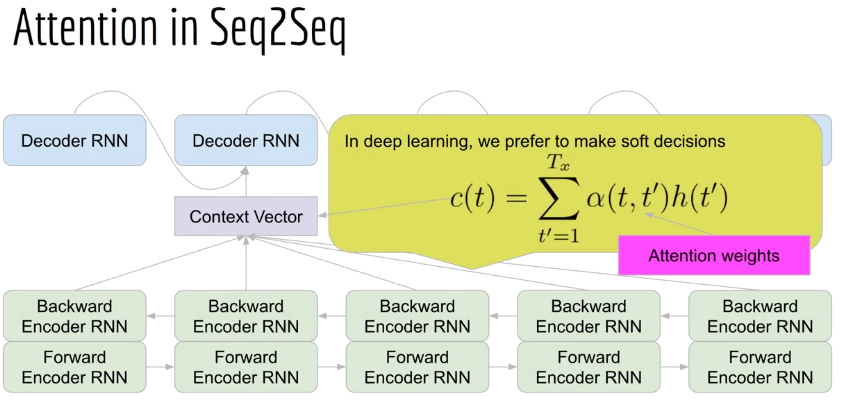 Attention in Seq2Seq
Decoder RNN
Decoder RNN
In deep learning, we prefer to make soft decisions
c(t) = \sum_{t'=1}^{T_x} α(t, t')h(t')
Context Vector
Attention weights
Backward
Encoder RNN
Backward
Encoder RNN
Backward
Encoder RNN
Backward
Encoder RNN
Backward
Encoder RNN
Forward
Encoder RNN
Forward
Encoder RNN
Forward
Encoder RNN
Forward
Encoder RNN
Forward
Encoder RNN